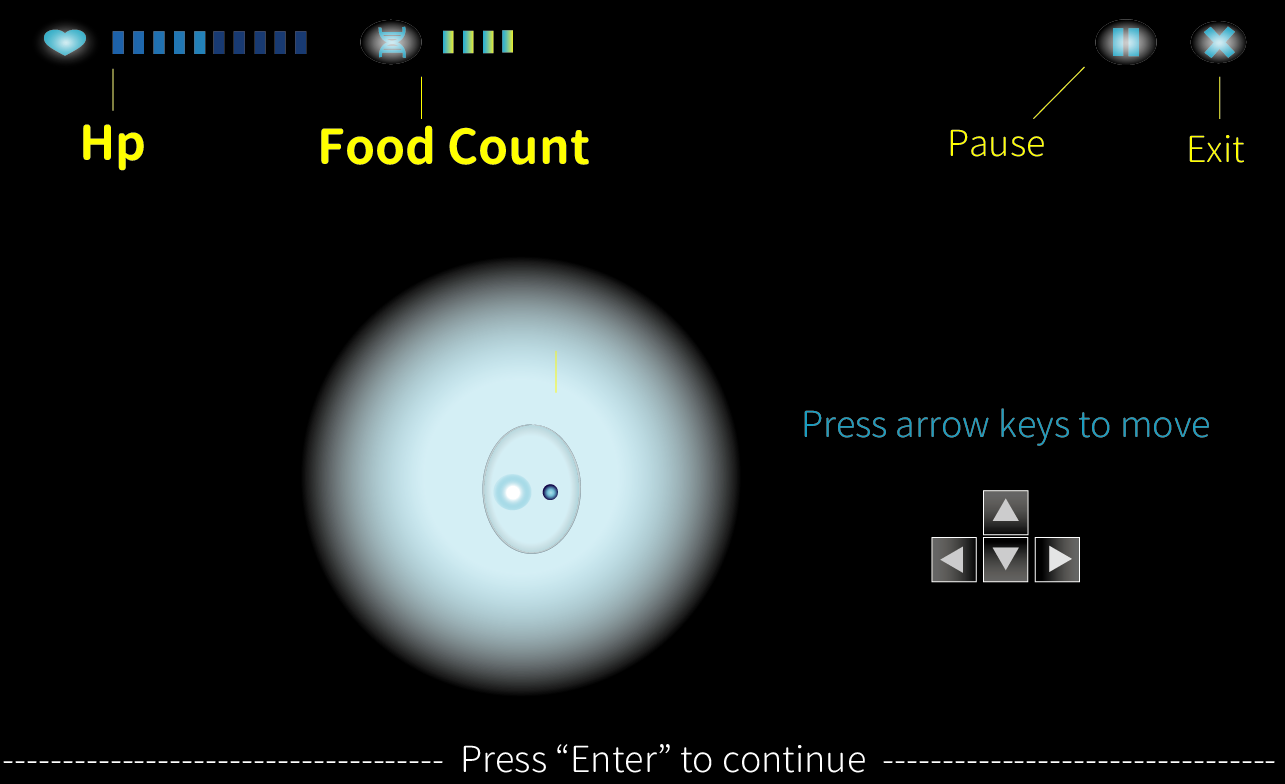 Hp
Food Count
Pause
Exit
Press arrow keys to move
------------------------------------- Press “Enter” to continue ---------------------------------